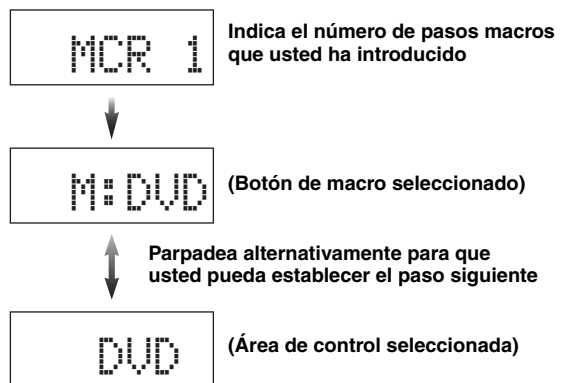 MCR 1
Indica el número de pasos macros
que usted ha introducido
M:DVD
(Botón de macro seleccionado)
Parpadea alternativamente para que
usted pueda establecer el paso siguiente
DVD
(Área de control seleccionada)